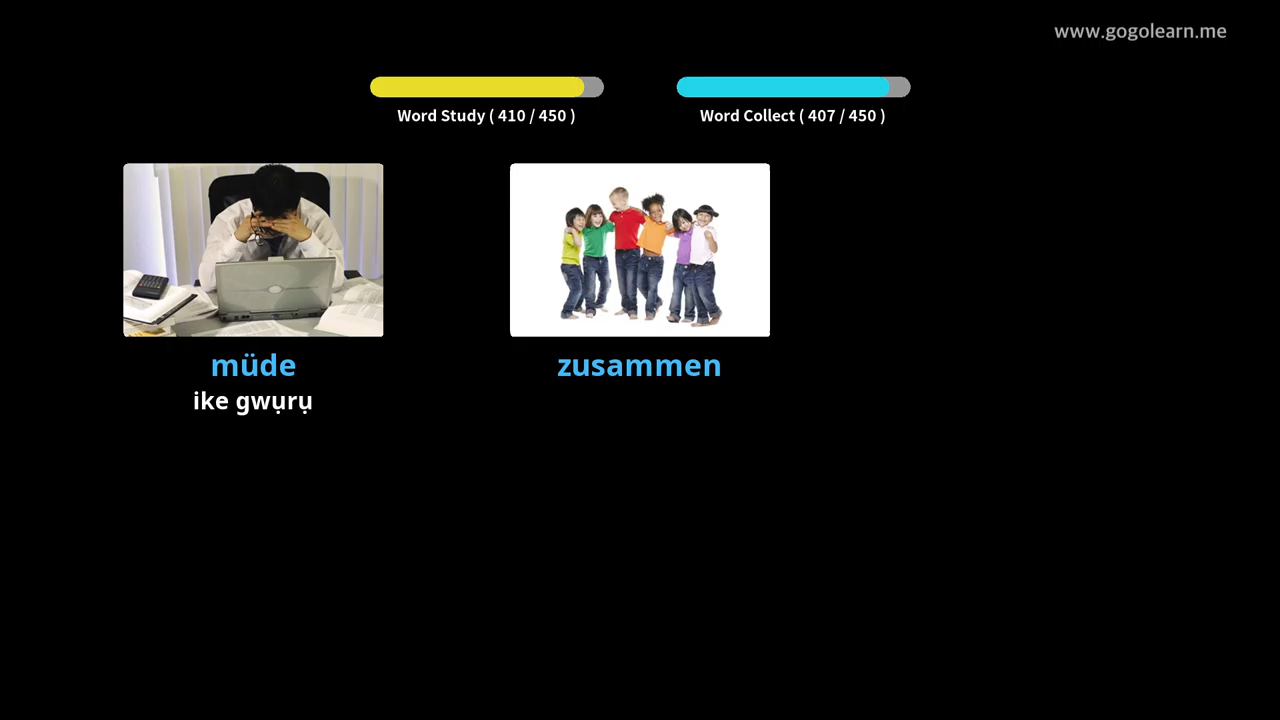 www.gogolearn.me
Word Study ( 410 / 450 )
Word Collect ( 407 / 450 )
müde
zusammen
ike gwụrụ